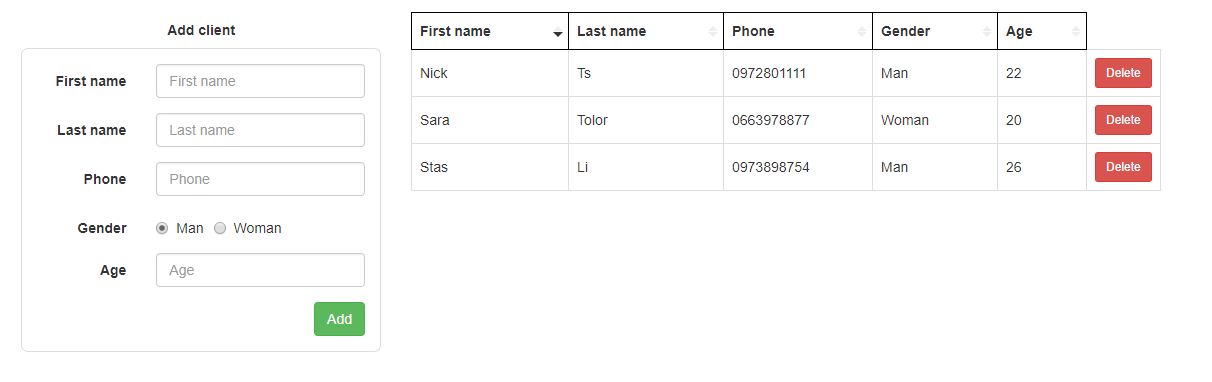 Add client
First name
First name
Last name
Last name
Phone
Phone
Gender
Man Woman
Age
Age
Add
First name Last name Phone Gender Age
Nick Ts 0972801111 Man 22 Delete
Sara Tolor 0663978877 Woman 20 Delete
Stas Li 0973898754 Man 26 Delete